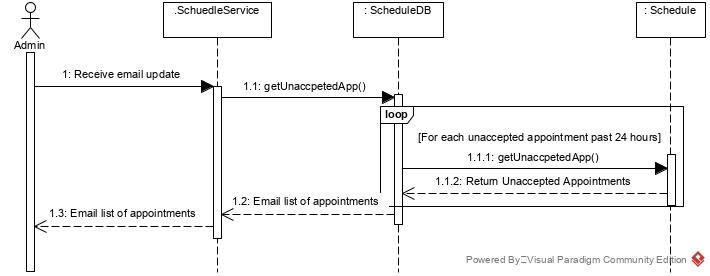 .SchuedleService
: ScheduleDB
: Schedule
Admin
1: Receive email update
1.1: getUnaccpetedApp()
loop
[For each unaccepted appointment past 24 hours]
1.1.1: getUnaccpetedApp()
1.1.2: Return Unaccepted Appointments
1.2: Email list of appointments
1.3: Email list of appointments
Powered By Visual Paradigm Community Edition